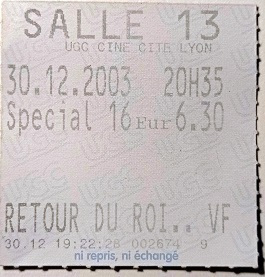 SALLE 13
UGC CINE CITE LYON
30.12.2003 20H35
Special 16 Eur 6.30
RETOUR DU ROI.. VF
30.12 19:22:28 002674 9
ni repris, ni échangé